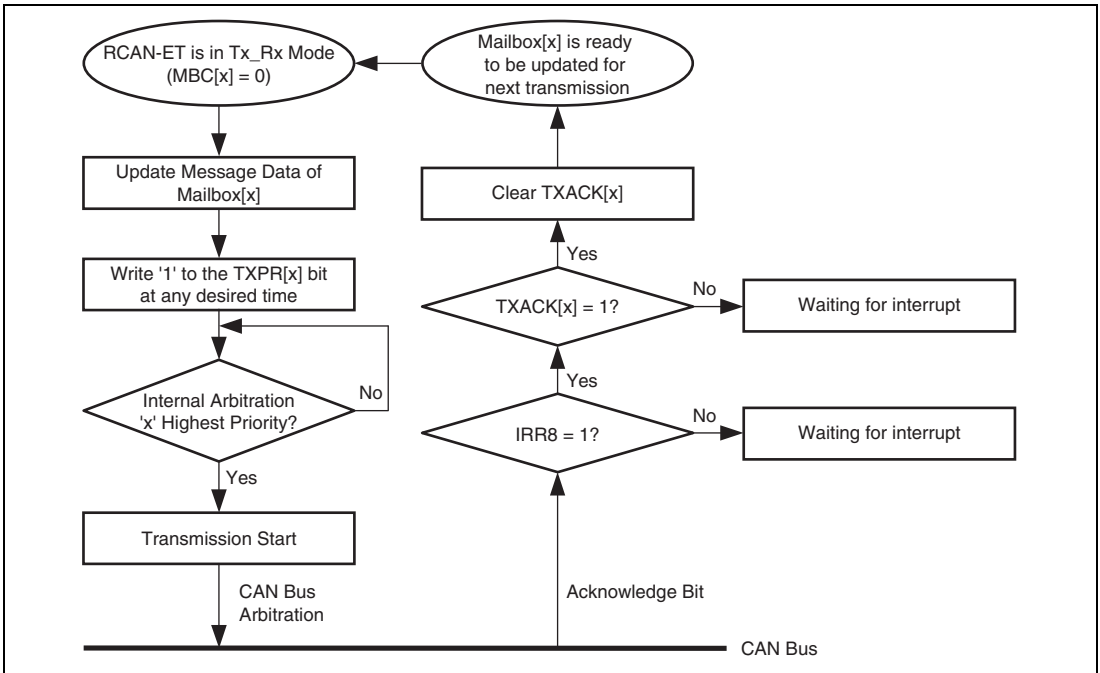 RCAN-ET is in Tx_Rx Mode
(MBC[x] = 0)
Update Message Data of
Mailbox[x]
Write '1' to the TXPR[x] bit
at any desired time
Internal Arbitration
'x' Highest Priority?
No
Yes
Transmission Start
CAN Bus
Arbitration
Mailbox[x] is ready
to be updated for
next transmission
Clear TXACK[x]
Yes
TXACK[x] = 1?
No
Waiting for interrupt
Yes
IRR8 = 1?
No
Waiting for interrupt
Acknowledge Bit
CAN Bus